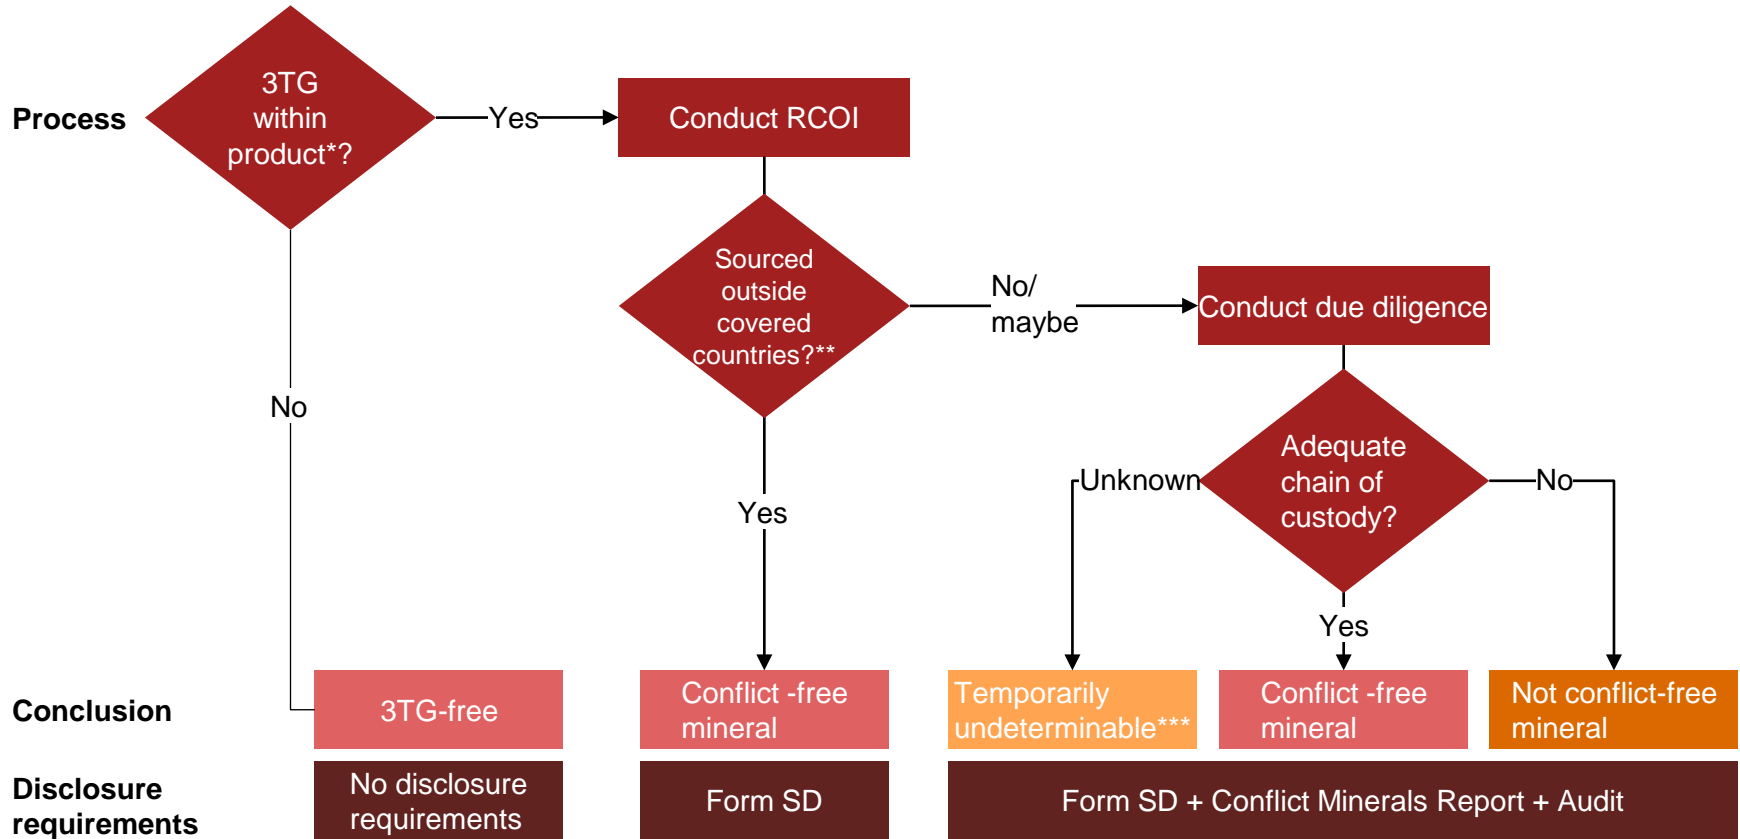 Process
3TG
within
product*?
Yes
Conduct RCOI
Sourced
outside
covered
countries?**
No/
maybe
Conduct due diligence
No
Yes
Unknown
Adequate
chain of
custody?
No
Yes
Conclusion
3TG-free
Conflict -free
mineral
Temporarily
undeterminable***
Conflict -free
mineral
Not conflict-free
mineral
Disclosure
requirements
No disclosure
requirements
Form SD
Form SD + Conflict Minerals Report + Audit